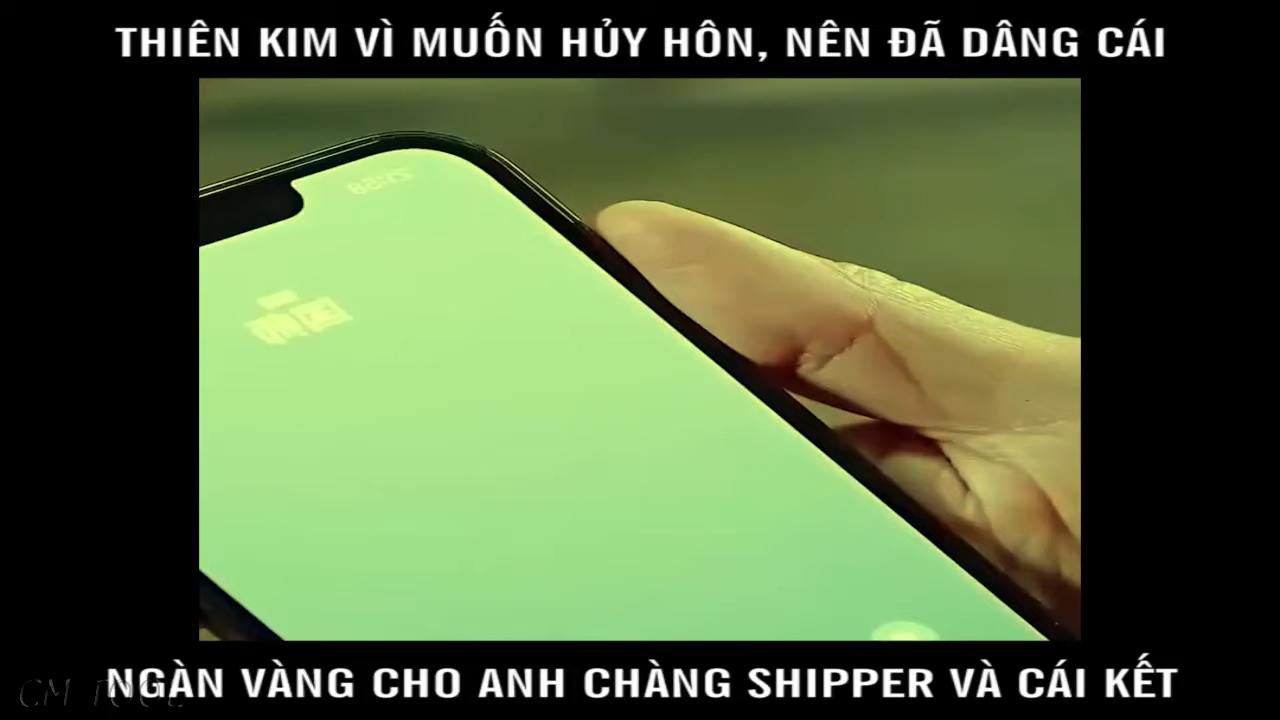 THIÊN KIM VÌ MUỐN HỦY HÔN, NÊN ĐÃ DÂNG CÁI
NGÀN VÀNG CHO ANH CHÀNG SHIPPER VÀ CÁI KẾT